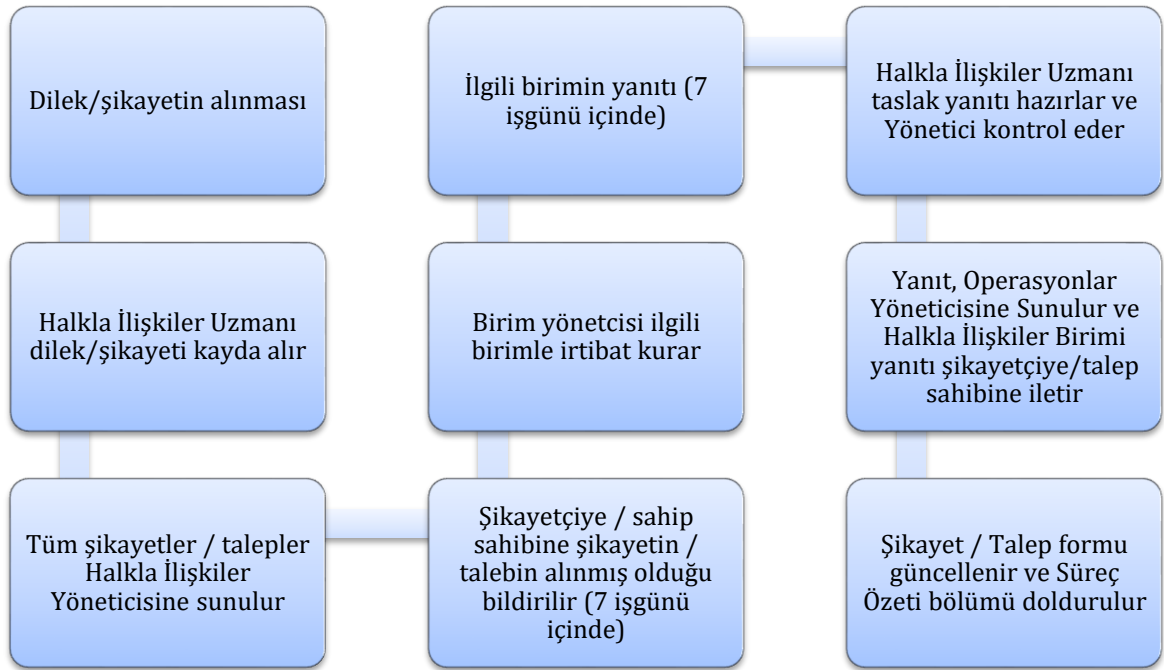 Dilek/şikayetin alınması
Halkla İlişkiler Uzmanı
dilek/şikayeti kayda alır
Tüm şikayetler / talepler
Halkla İlişkiler
Yöneticisine sunulur
Şikayetçiye / sahip
sahibine şikayetin /
talebin alınmış olduğu
bildirilir (7 işgünü
içinde)
Birim yönetcisi ilgili
birimle irtibat kurar
İlgili birimin yanıtı (7
işgünü içinde)
Halkla İlişkiler Uzmanı
taslak yanıtı hazırlar ve
Yönetici kontrol eder
Yanıt, Operasyonlar
Yöneticisine Sunulur ve
Halkla İlişkiler Birimi
yanıtı şikayetçiye/talep
sahibine iletir
Şikayet / Talep formu
güncellenir ve Süreç
Özeti bölümü doldurulur